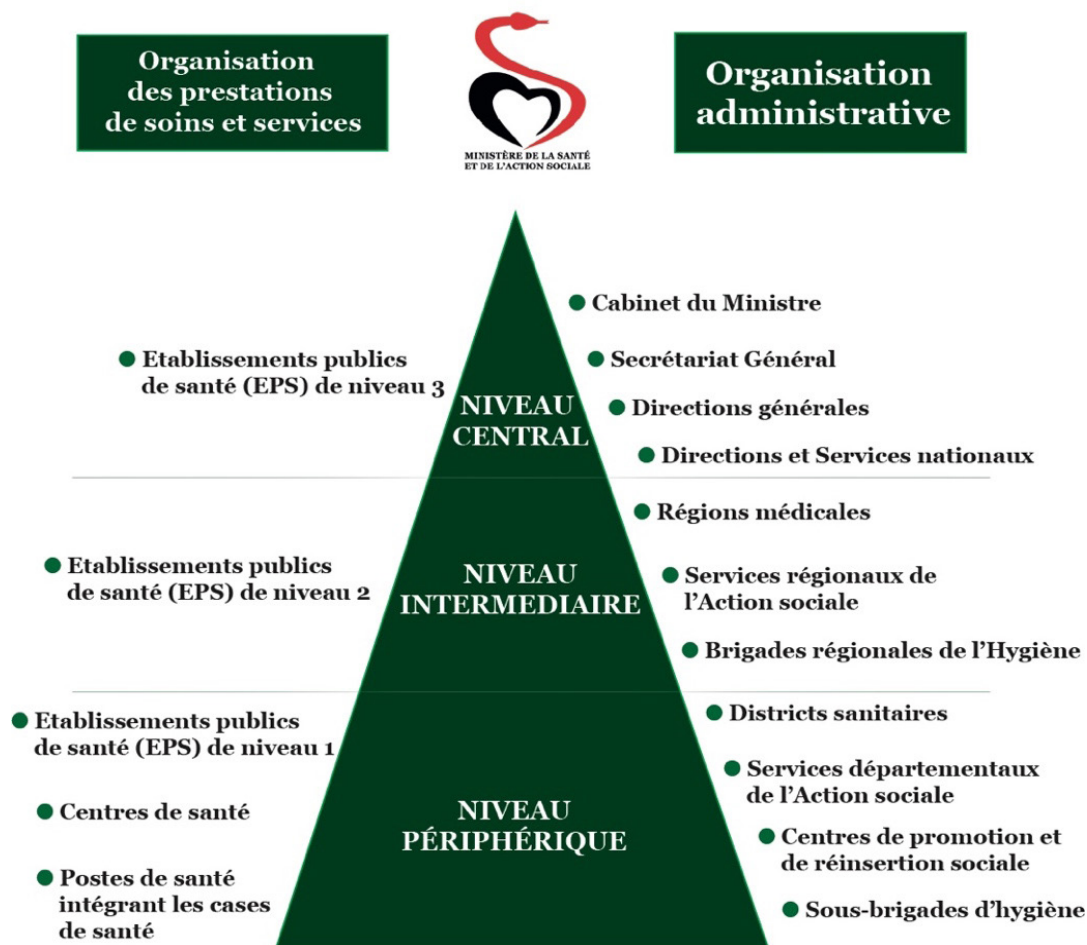 Organisation
des prestations
de soins et services
MINISTÈRE DE LA SANTÉ
ET DE L'ACTION SOCIALE
Organisation
administrative
Etablissements publics
de santé (EPS) de niveau 3
NIVEAU
CENTRAL
Cabinet du Ministre
Secrétariat Général
Directions générales
Directions et Services nationaux
Etablissements publics
de santé (EPS) de niveau 2
NIVEAU
INTERMEDIAIRE
Régions médicales
Services régionaux de
l'Action sociale
Brigades régionales de l'Hygiène
Etablissements publics
de santé (EPS) de niveau 1
Centres de santé
Postes de santé
intégrant les cases
de santé
NIVEAU
PÉRIPHÉRIQUE
Districts sanitaires
Services départementaux
de l'Action sociale
Centres de promotion et
de réinsertion sociale
Sous-brigades d'hygiène